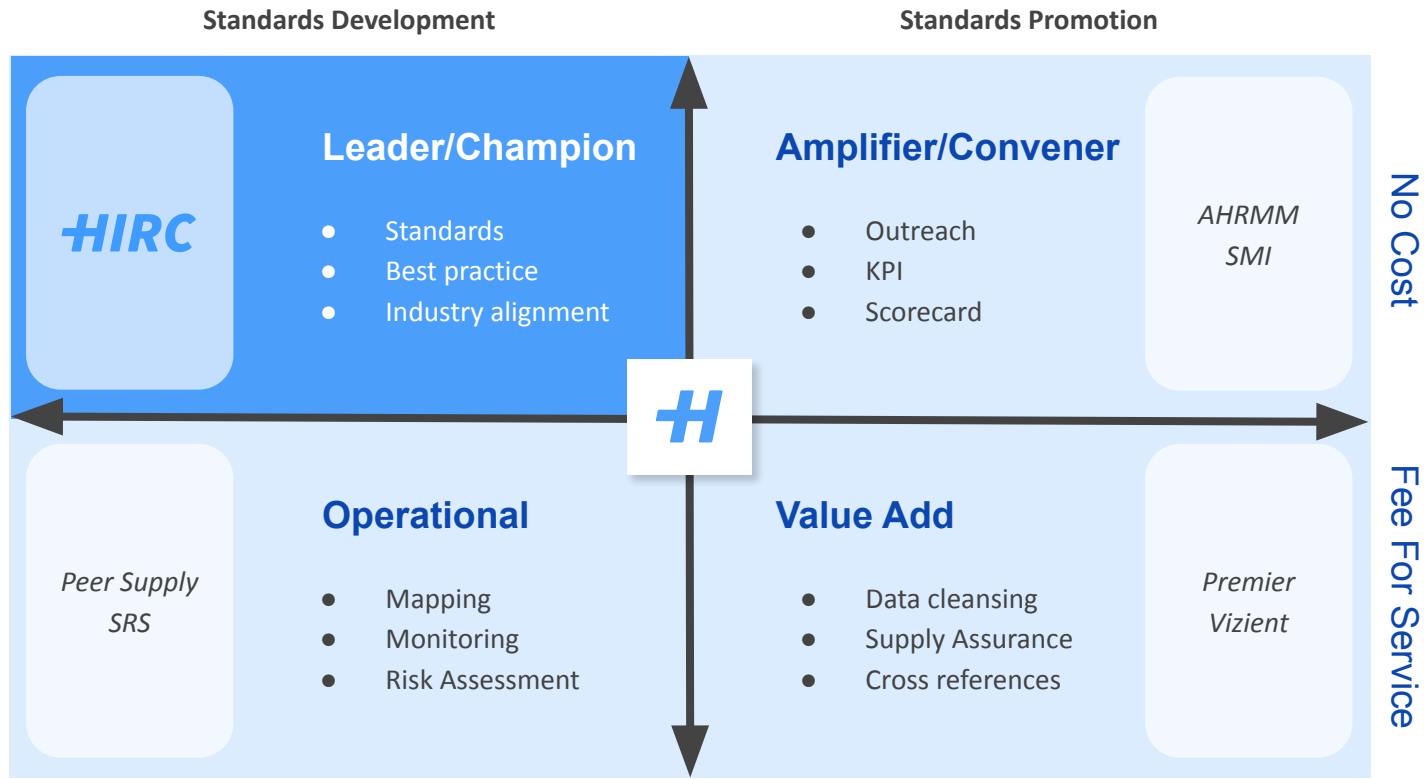 Standards Development
Standards Promotion
HIRC
Leader/Champion
● Standards
● Best practice
● Industry alignment
Amplifier/Convener
● Outreach
● KPI
● Scorecard
AHRMM
SMI
No Cost
H
Peer Supply
SRS
Operational
● Mapping
● Monitoring
● Risk Assessment
Value Add
● Data cleansing
● Supply Assurance
● Cross references
Premier
Vizient
Fee For Service